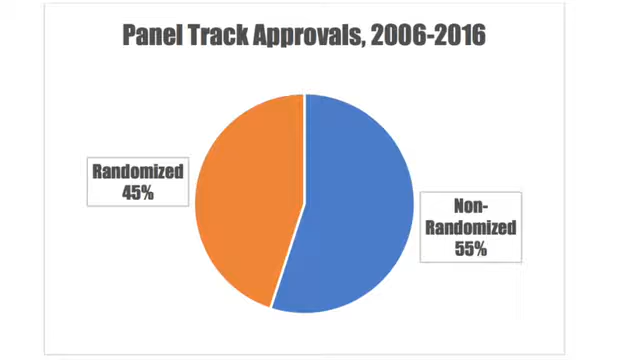 Panel Track Approvals, 2006-2016
Randomized
45%
Non-
Randomized
55%